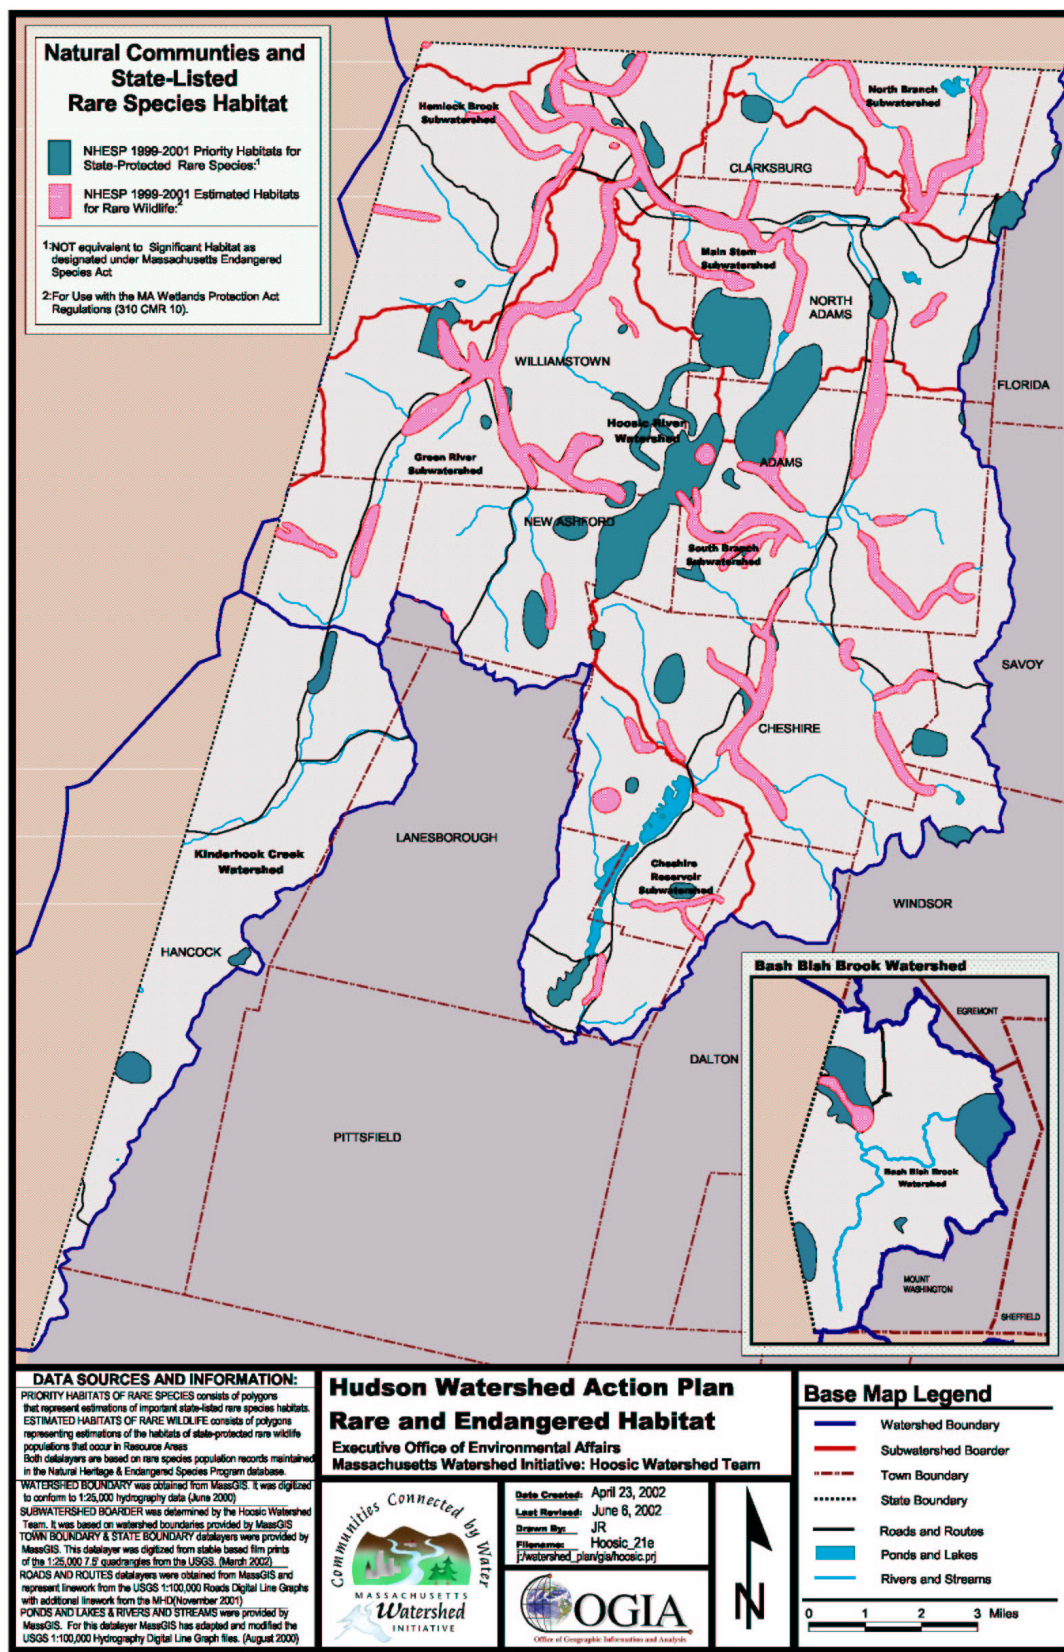 Natural Communties and
State-Listed
Rare Species Habitat
NHESP 1999-2001 Priority Habitats for
State-Protected Rare Species:1
NHESP 1999-2001 Estimated Habitats
for Rare Wildlife:2
1:NOT equivalent to Significant Habitat as
designated under Massachusetts Endangered
Species Act
2:For Use with the MA Wetlands Protection Act
Regulations (310 CMR 10).
Hemlock Brook
Subwatershed
North Branch
Subwatershed
CLARKSBURG
Main Stem
Subwatershed
NORTH
ADAMS
WILLIAMSTOWN
FLORIDA
Hoosic River
Watershed
Green River
Subwatershed
ADAMS
NEW ASHFORD
South Branch
Subwatershed
SAVOY
CHESHIRE
LANESBOROUGH
Kinderhook Creek
Watershed
Cheshire
Reservoir
Subwatershed
WINDSOR
HANCOCK
DALTON
PITTSFIELD
Bash Bish Brook Watershed
EGREMONT
Bash Bish Brook
Watershed
MOUNT
WASHINGTON
SHEFFIELD
DATA SOURCES AND INFORMATION:
PRIORITY HABITATS OF RARE SPECIES consists of polygons
that represent estimations of important state-listed rare species habitats.
ESTIMATED HABITATS OF RARE WILDLIFE consists of polygons
representing estimations of the habitats of state-protected rare wildlife
populations that occur in Resource Areas
Both datalayers are based on rare species population records maintained
in the Natural Heritage & Endangered Species Program database.
WATERSHED BOUNDARY was obtained from MassGIS. It was digitized
to conform to 1:25,000 hydrography data (June 2000)
SUBWATERSHED BOARDER was determined by the Hoosic Watershed
Team. It was based on watershed boundaries provided by MassGIS
TOWN BOUNDARY & STATE BOUNDARY datalayers were provided by
MassGIS. This datalayer was digitized from stable based film prints
of the 1:25,000 7.5' quadrangles from the USGS. (March 2002)
ROADS AND ROUTES datalayers were obtained from MassGIS and
represent linework from the USGS 1:100,000 Roads Digital Line Graphs
with additional linework from the MHD(November 2001)
PONDS AND LAKES & RIVERS AND STREAMS were provided by
MassGIS. For this datalayer MassGIS has adapted and modified the
USGS 1:100,000 Hydrography Digital Line Graph files. (August 2000)
Hudson Watershed Action Plan
Rare and Endangered Habitat
Executive Office of Environmental Affairs
Massachusetts Watershed Initiative: Hoosic Watershed Team
Communities Connected by Water
MASSACHUSETTS
Watershed
INITIATIVE
Date Created: April 23, 2002
Last Revised: June 6, 2002
Drawn By: JR
Filename: Hoosic_21e
j:/watershed_plan/gis/hoosic.prj
OGIA
Office of Geographic Information and Analysis
N
Base Map Legend
Watershed Boundary
Subwatershed Boarder
Town Boundary
State Boundary
Roads and Routes
Ponds and Lakes
Rivers and Streams
0 1 2 3 Miles